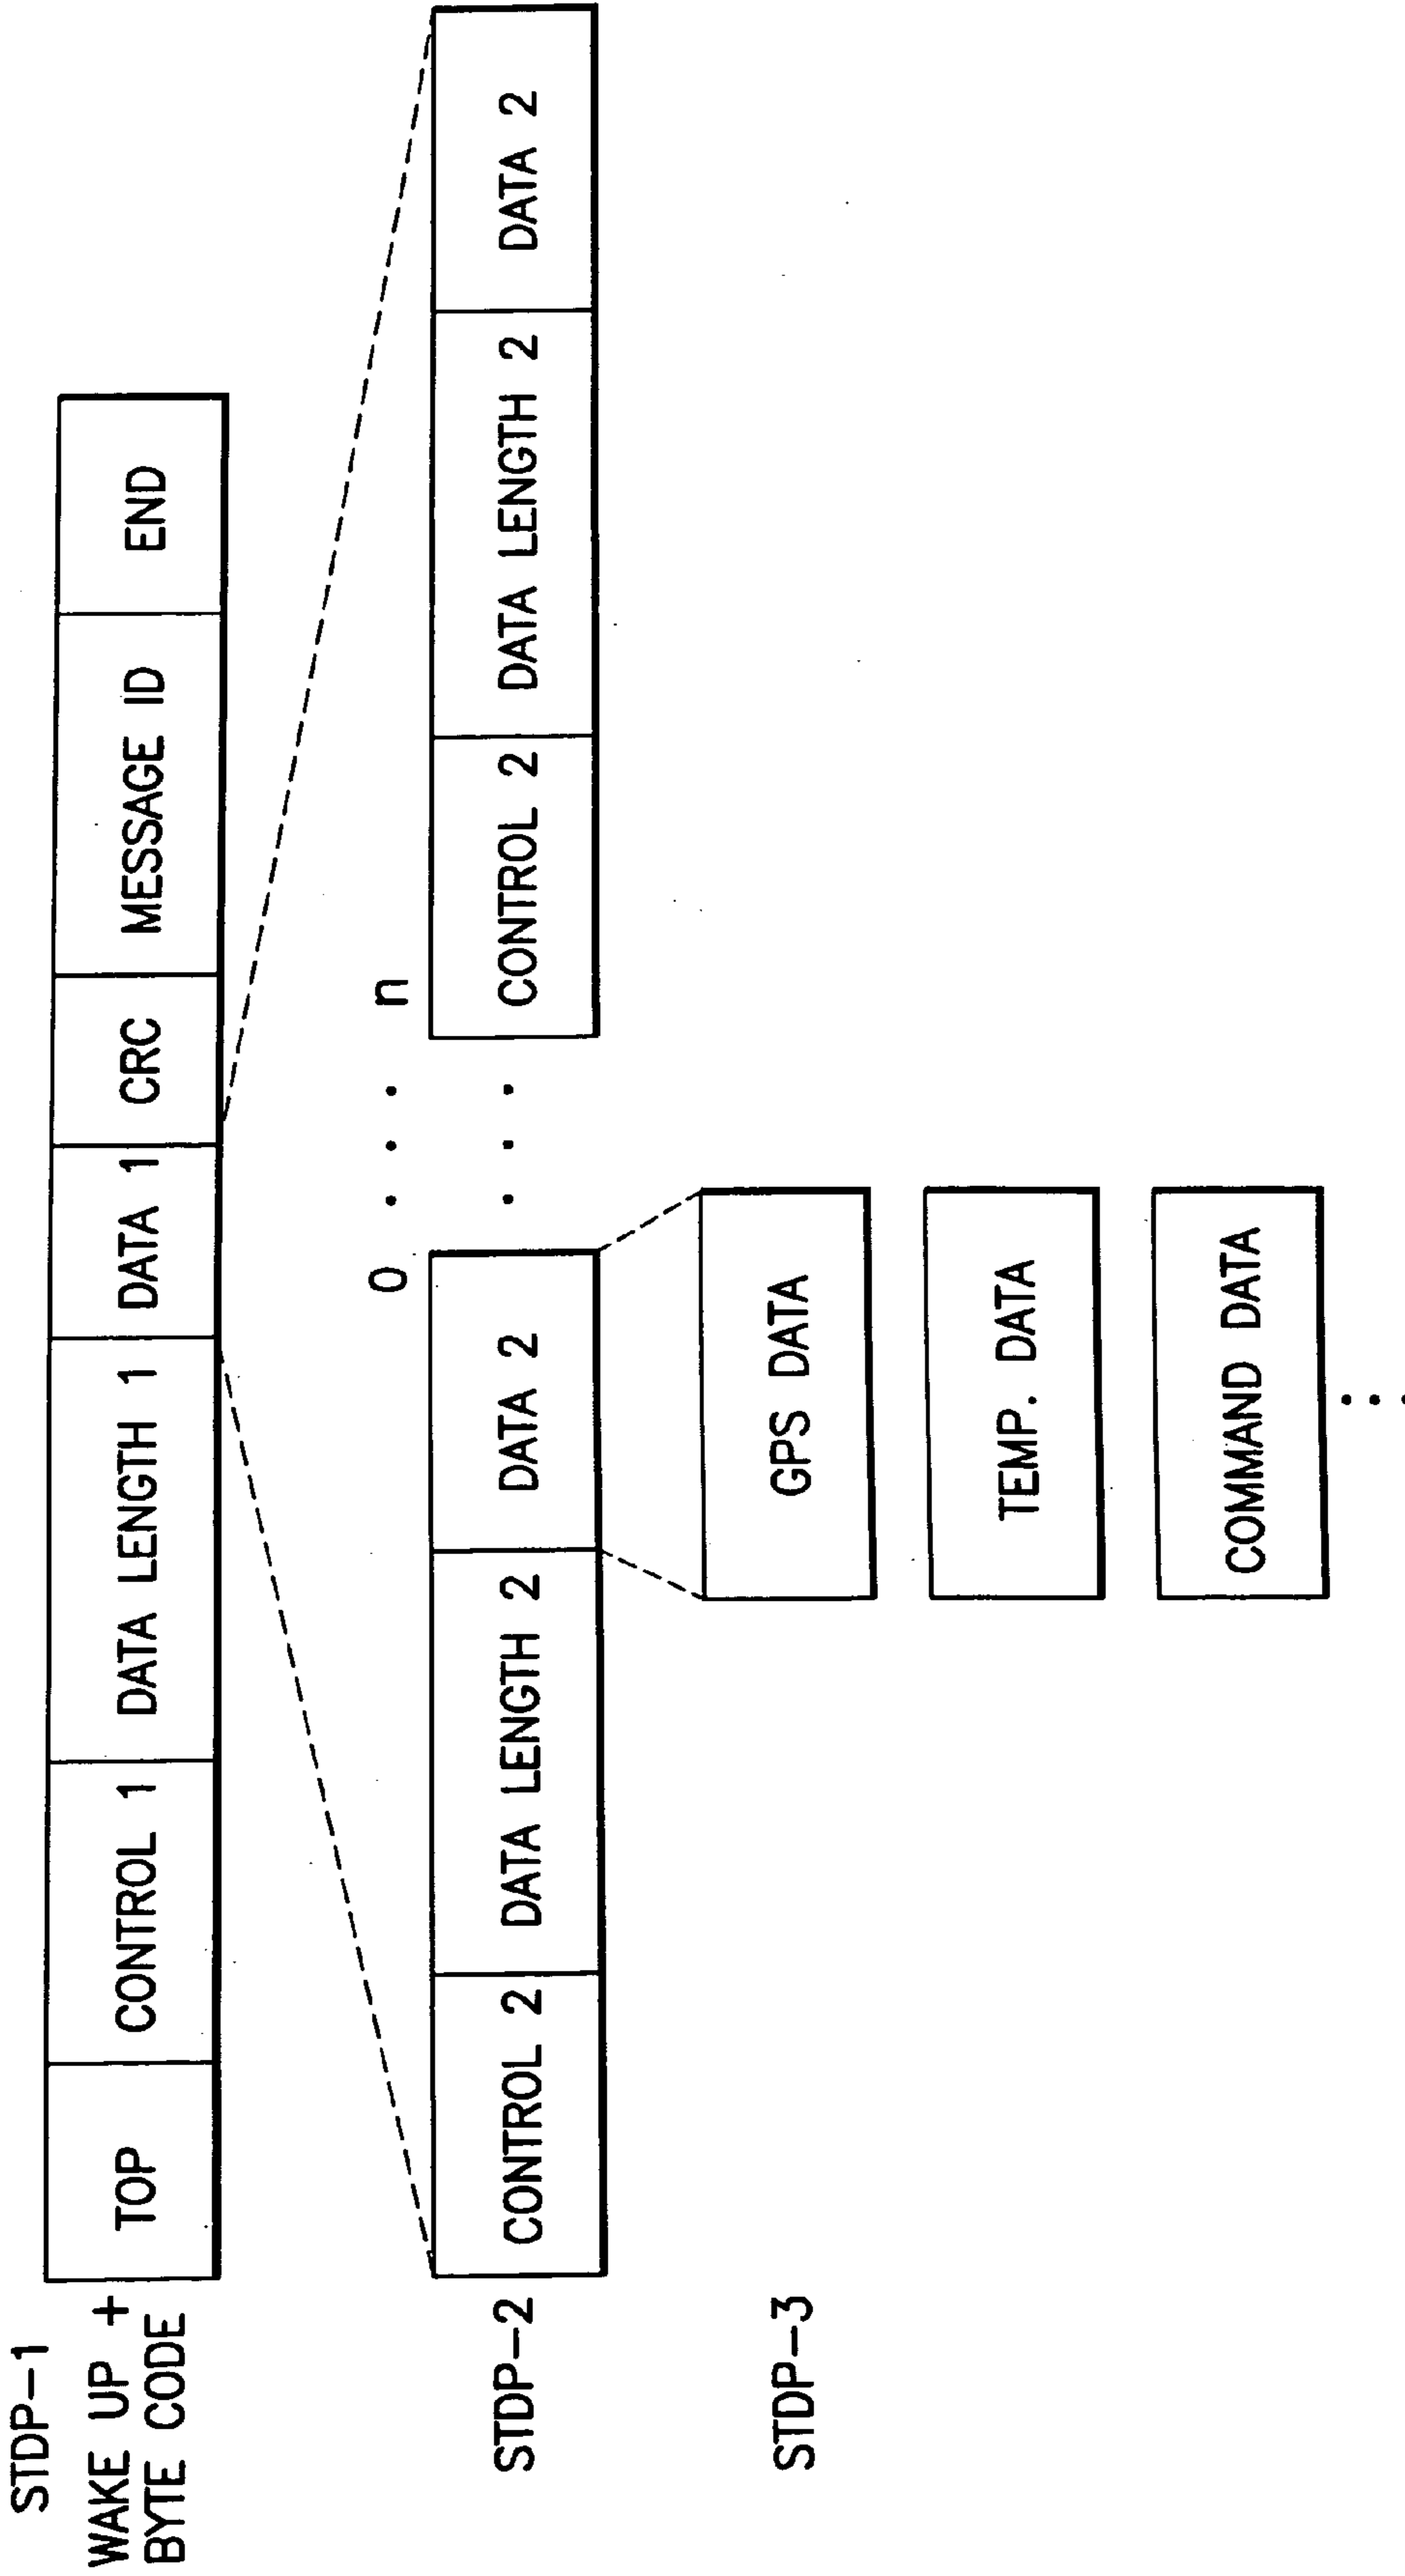 STDP-1
WAKE UP +
BYTE CODE
TOP
CONTROL 1
DATA LENGTH 1
DATA 1
CRC
MESSAGE ID
END
0 . . . n
STDP-2
CONTROL 2
DATA LENGTH 2
DATA 2
. . .
CONTROL 2
DATA LENGTH 2
DATA 2
STDP-3
GPS DATA
TEMP. DATA
COMMAND DATA
. . .